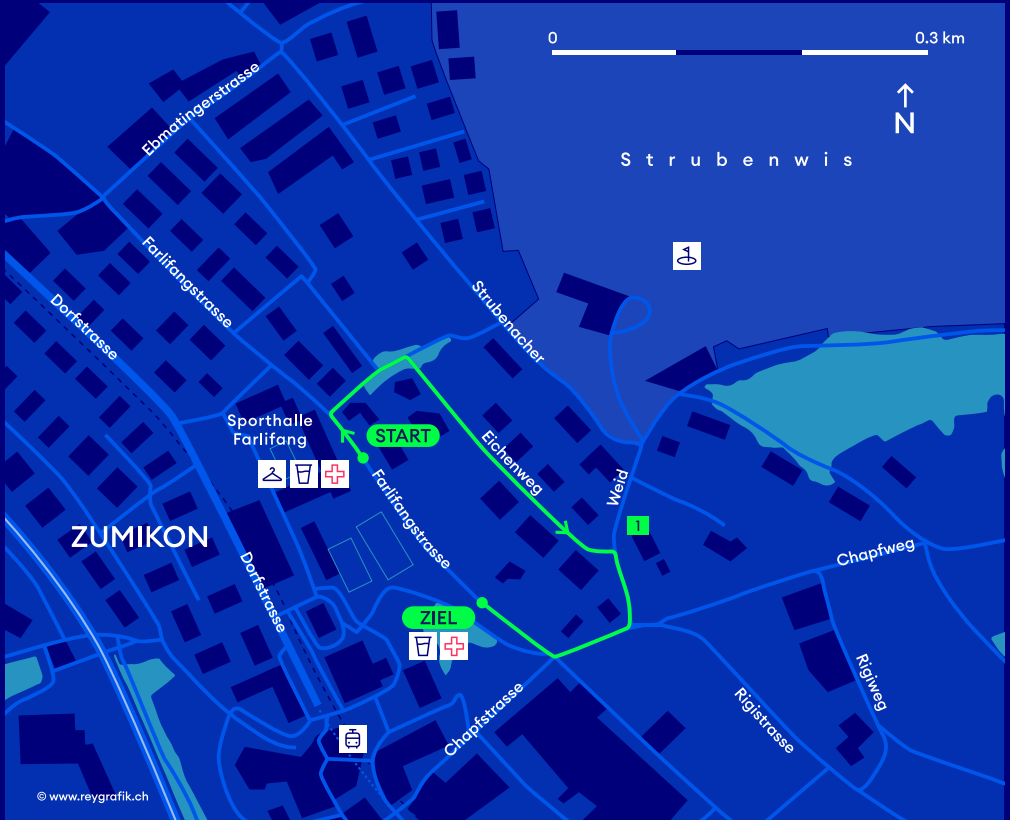 0 0.3 km
N
Strubenwis
Ebmatingerstrasse
Farlifangstrasse
Dorfstrasse
Strubenacher
Sporthalle
Farlifang
START
Eichenweg
Weid
1
Farlifangstrasse
ZUMIKON
Dorfstrasse
Chapfweg
ZIEL
Chapfstrasse
Rigistrasse
Rigiweg
© www.reygrafik.ch